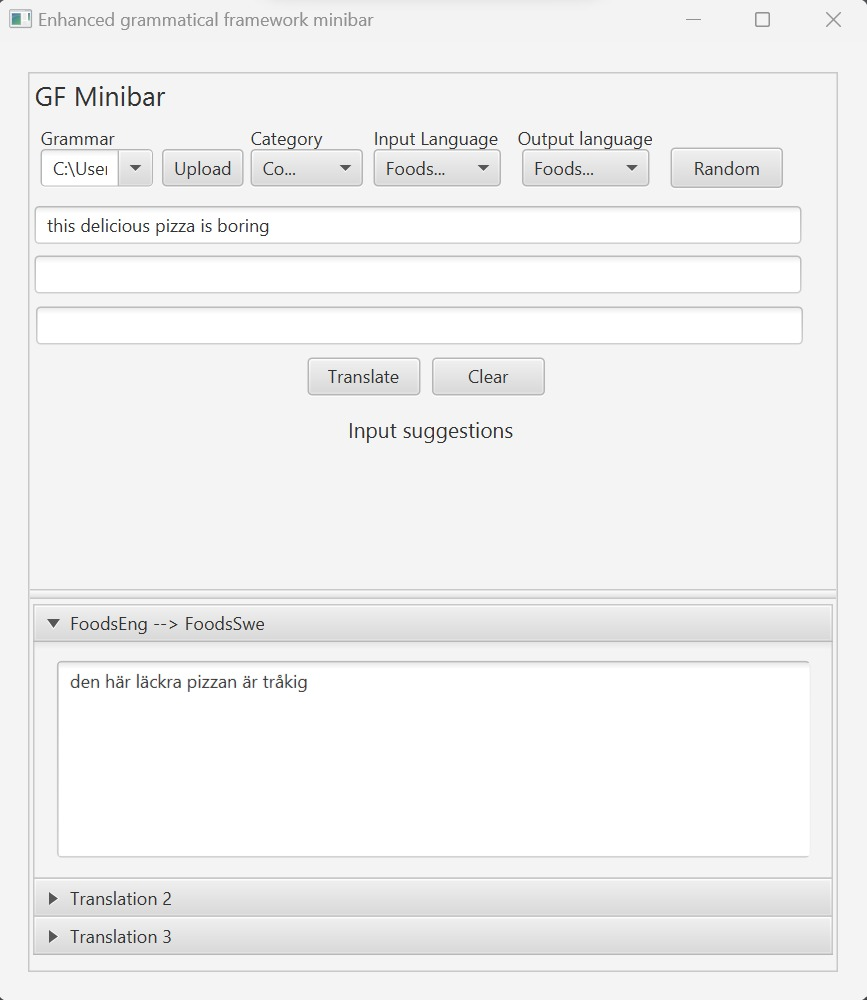 Enhanced grammatical framework minibar
GF Minibar
Grammar Category Input Language Output language
C:\User Upload Co... Foods... Foods... Random
this delicious pizza is boring
Translate Clear
Input suggestions
FoodsEng --> FoodsSwe
den här läckra pizzan är tråkig
Translation 2
Translation 3